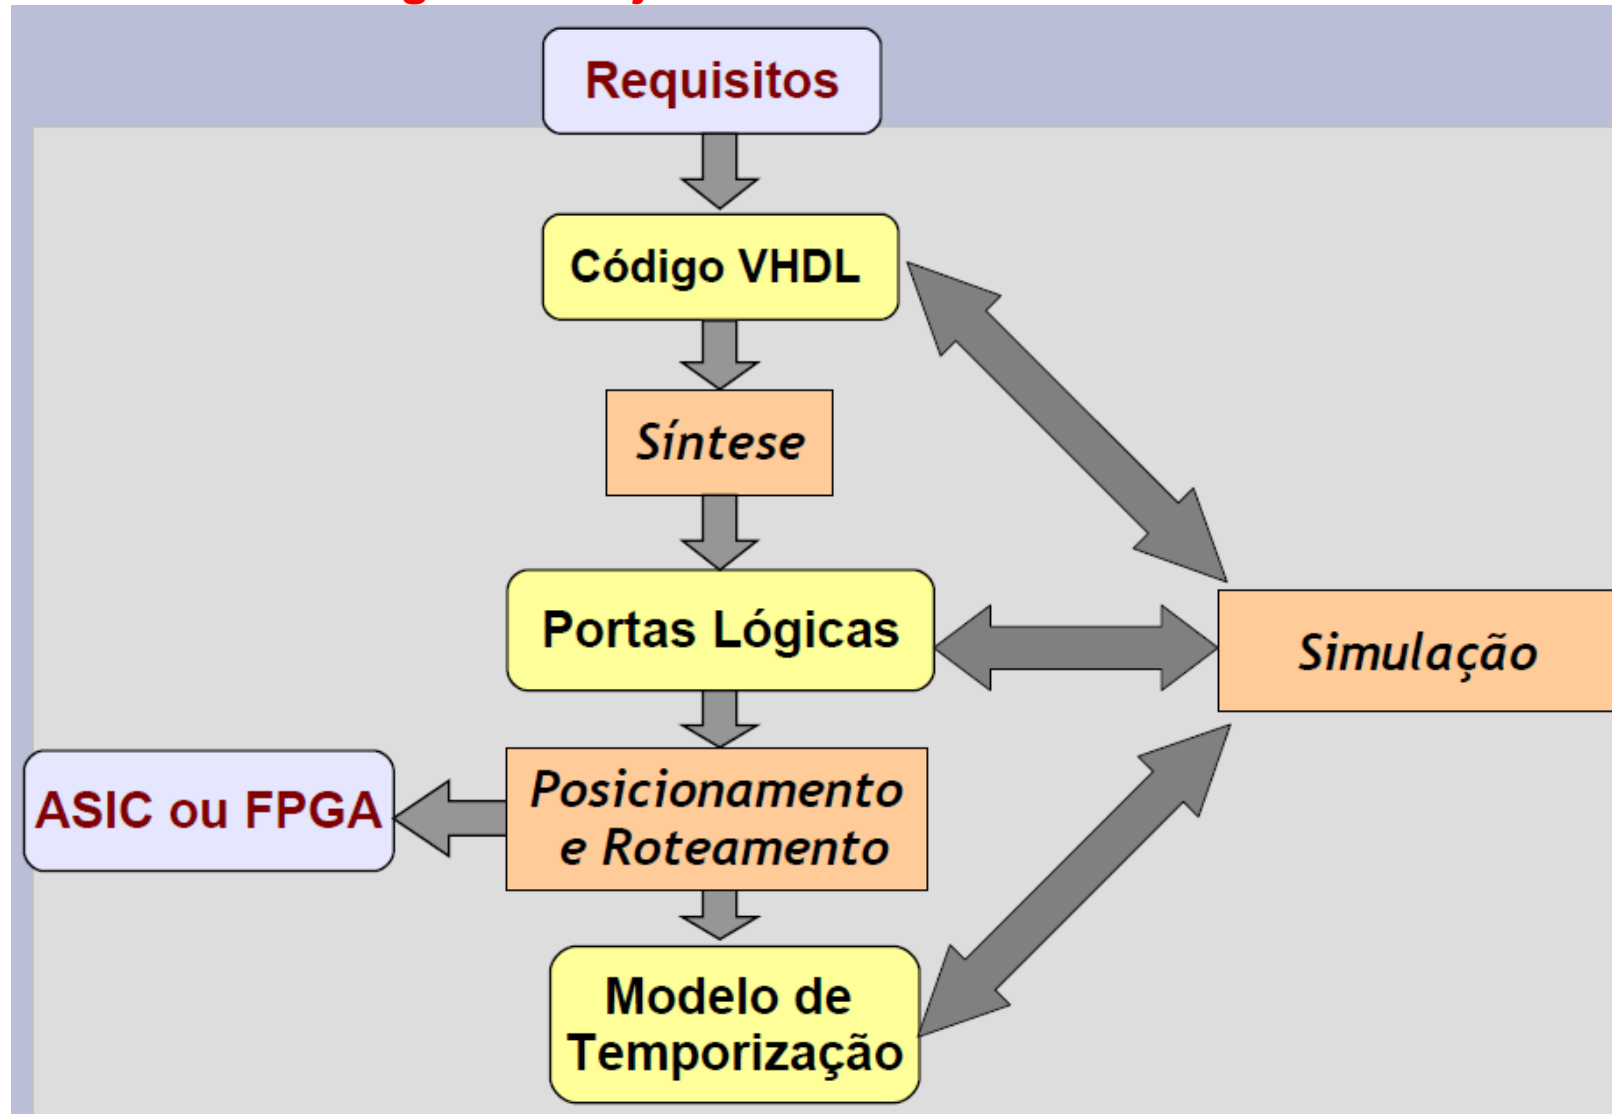 Requisitos
Código VHDL
Síntese
Portas Lógicas
Simulação
Posicionamento
e Roteamento
ASIC ou FPGA
Modelo de
Temporização